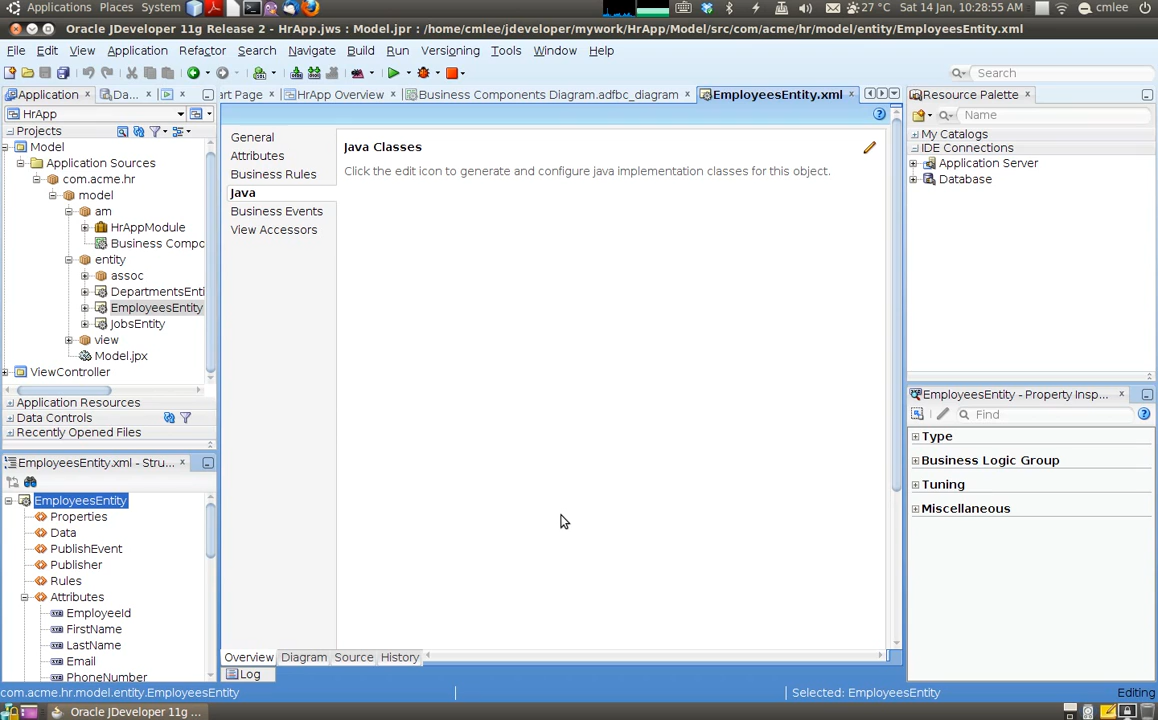 Applications Places System 27 °C Sat 14 Jan, 10:28:55 AM cmlee
Oracle JDeveloper 11g Release 2 - HrApp.jws : Model.jpr : /home/cmlee/jdeveloper/mywork/HrApp/Model/src/com/acme/hr/model/entity/EmployeesEntity.xml
File Edit View Application Refactor Search Navigate Build Run Versioning Tools Window Help
Search
Application Da... art Page HrApp Overview Business Components Diagram.adfbc_diagram EmployeesEntity.xml Resource Palette
HrApp
Name
Projects
My Catalogs
IDE Connections
Application Server
Database
Model
Application Sources
com.acme.hr
model
am
HrAppModule
Business Compo
entity
assoc
DepartmentsEnti
EmployeesEntity
JobsEntity
view
Model.jpx
ViewController
Application Resources
Data Controls
Recently Opened Files
General
Attributes
Business Rules
Java
Business Events
View Accessors
Java Classes
Click the edit icon to generate and configure java implementation classes for this object.
EmployeesEntity - Property Insp...
Find
Type
Business Logic Group
Tuning
Miscellaneous
EmployeesEntity.xml - Stru...
EmployeesEntity
Properties
Data
PublishEvent
Publisher
Rules
Attributes
EmployeeId
FirstName
LastName
Email
PhoneNumber
Overview Diagram Source History
Log
com.acme.hr.model.entity.EmployeesEntity Selected: EmployeesEntity Editing
Oracle JDeveloper 11g ...